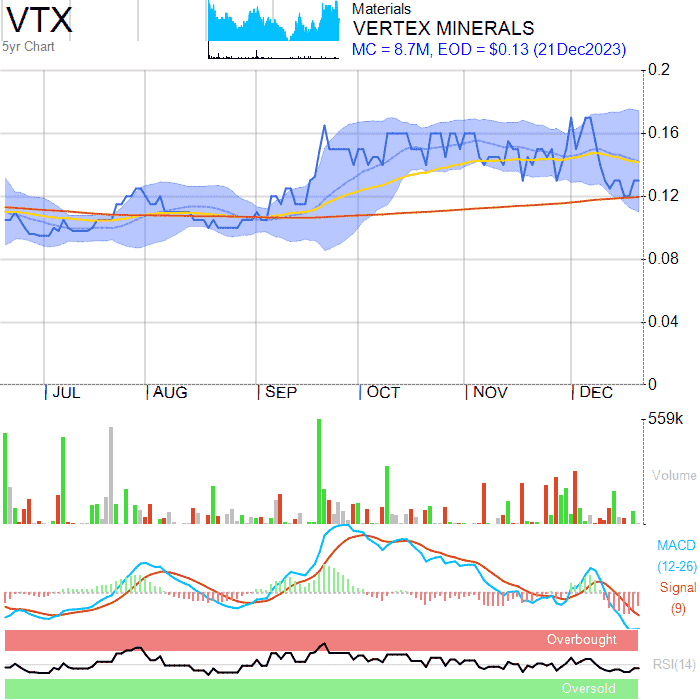 VTX
5yr Chart
Materials
VERTEX MINERALS
MC = 8.7M, EOD = $0.13 (21Dec2023)
0.2
0.16
0.12
0.08
0.04
0
JUL AUG SEP OCT NOV DEC
559k
Volume
MACD
(12-26)
Signal
(9)
Overbought
RSI(14)
Oversold